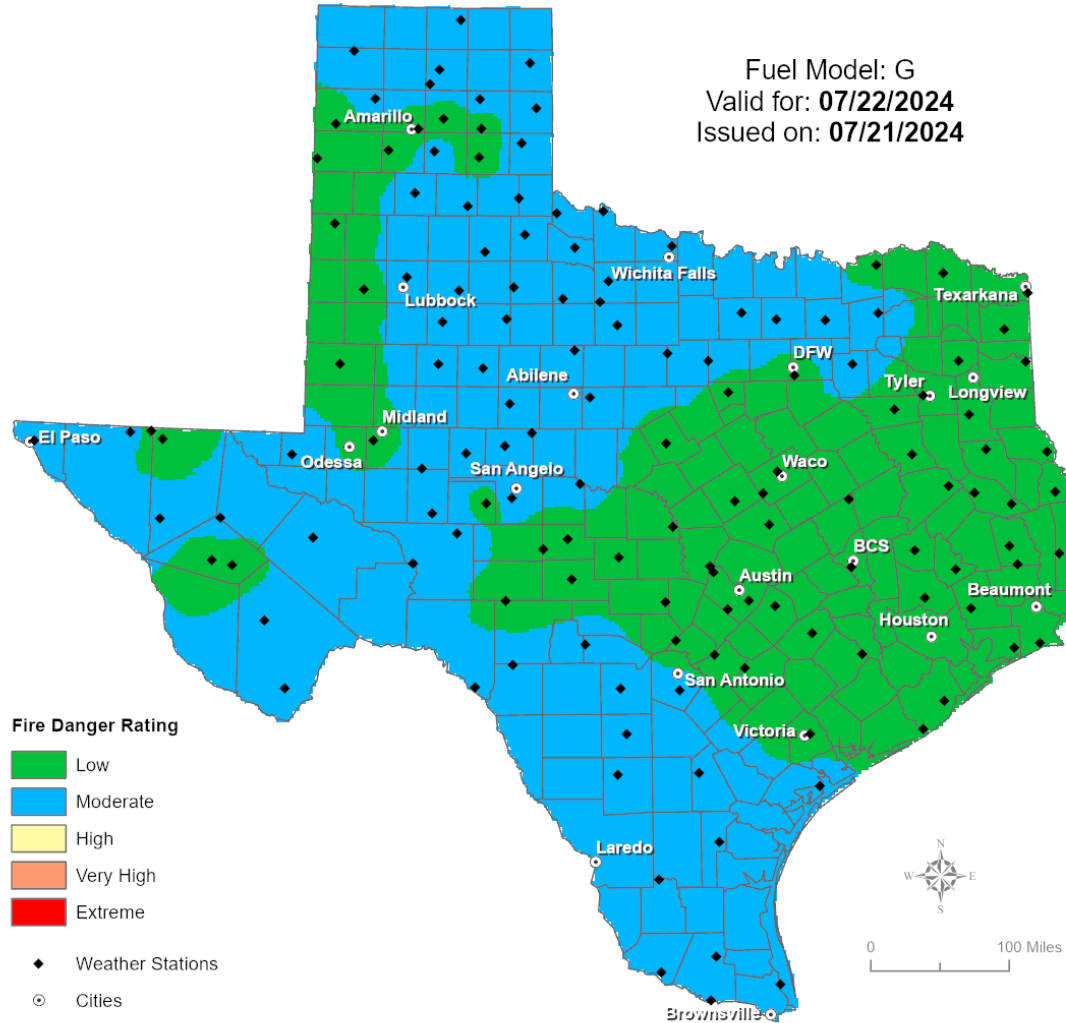 Fuel Model: G
Valid for: 07/22/2024
Issued on: 07/21/2024
Amarillo
Wichita Falls
Lubbock
Texarkana
DFW
Abilene
Tyler
Longview
Midland
El Paso
Odessa
San Angelo
Waco
BCS
Austin
Beaumont
Houston
San Antonio
Victoria
Laredo
Brownsville
Fire Danger Rating
Low
Moderate
High
Very High
Extreme
Weather Stations
Cities
N
W E
S
0 100 Miles